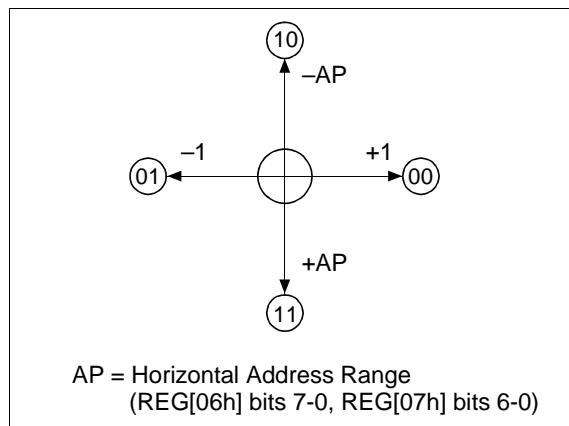 10
–AP
–1
+1
01
00
+AP
11
AP = Horizontal Address Range
(REG[06h] bits 7-0, REG[07h] bits 6-0)